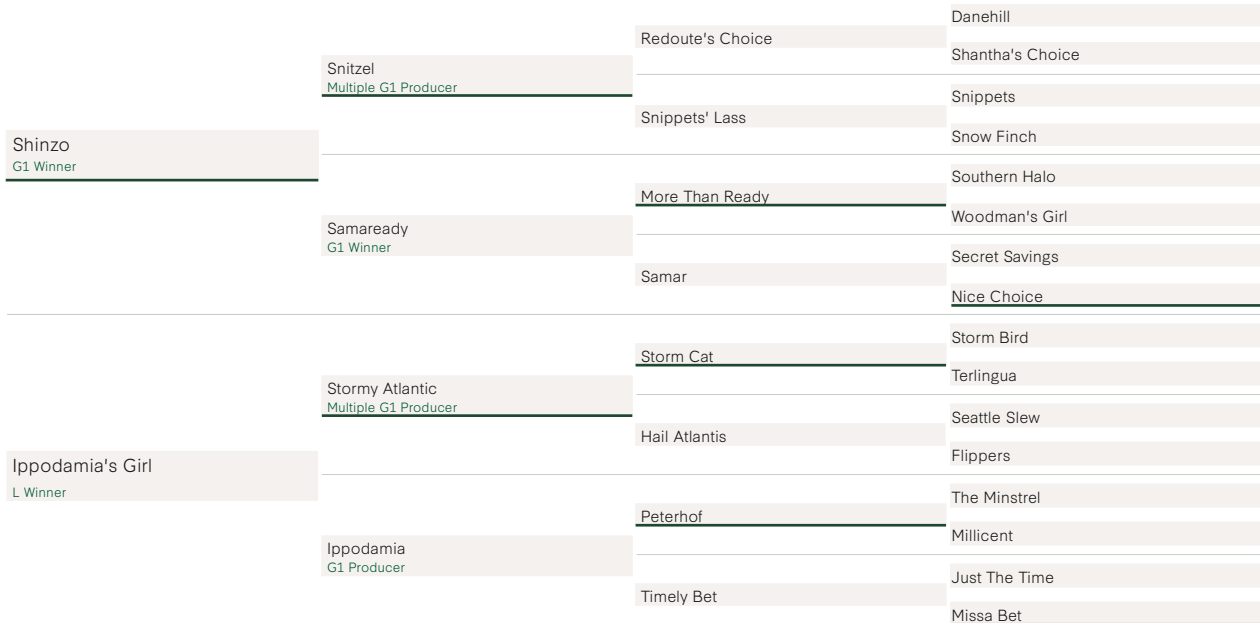 Danehill
Redoute's Choice
Shantha's Choice
Snitzel
Multiple G1 Producer
Snippets
Snippets' Lass
Snow Finch
Shinzo
G1 Winner
Southern Halo
More Than Ready
Woodman's Girl
Samaready
G1 Winner
Secret Savings
Samar
Nice Choice
Storm Bird
Storm Cat
Terlingua
Stormy Atlantic
Multiple G1 Producer
Seattle Slew
Hail Atlantis
Flippers
Ippodamia's Girl
L Winner
The Minstrel
Peterhof
Millicent
Ippodamia
G1 Producer
Just The Time
Timely Bet
Missa Bet